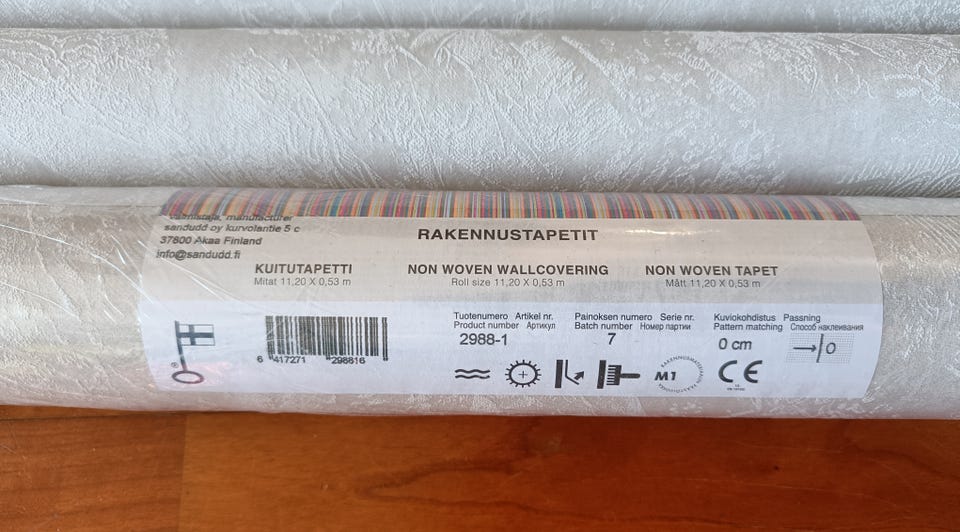 valmistaja, manufacturer
sandudd oy kurvolantie 5 c
37800 Akaa Finland
info@sandudd.fi
RAKENNUSTAPETIT
KUITUTAPETTI
Mitat 11,20 X 0,53 m
NON WOVEN WALLCOVERING
Roll size 11,20 X 0,53 m
NON WOVEN TAPET
Mått 11,20 X 0,53 m
6 417271 298816
®
Tuotenumero Artikel nr.
Product number Артикул
2988-1
Painoksen numero Serie nr.
Batch number Номер партии
7
Kuviokohdistus Passning
Pattern matching Способ наклеивания
0 cm
0
RAKENNUSMATERIAALIEN PÄÄSTÖLUOKKA
M1
CE